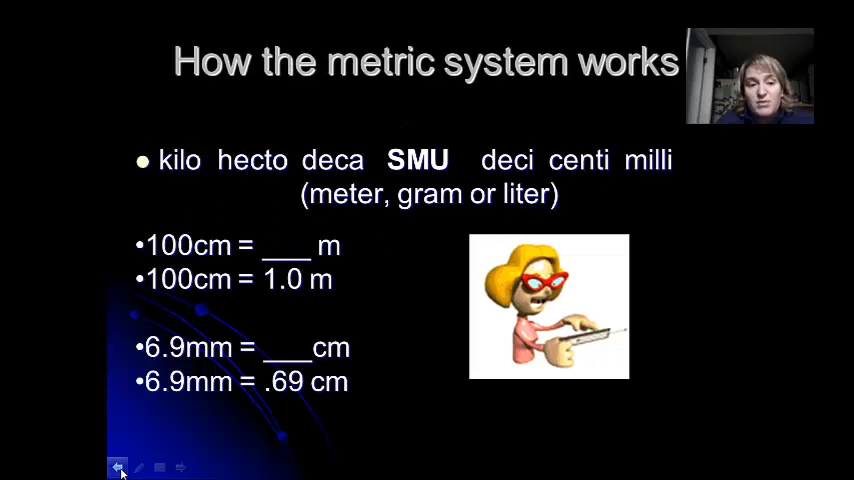 How the metric system works
kilo hecto deca SMU deci centi milli
(meter, gram or liter)
•100cm = ___ m
•100cm = 1.0 m
•6.9mm = ___cm
•6.9mm = .69 cm